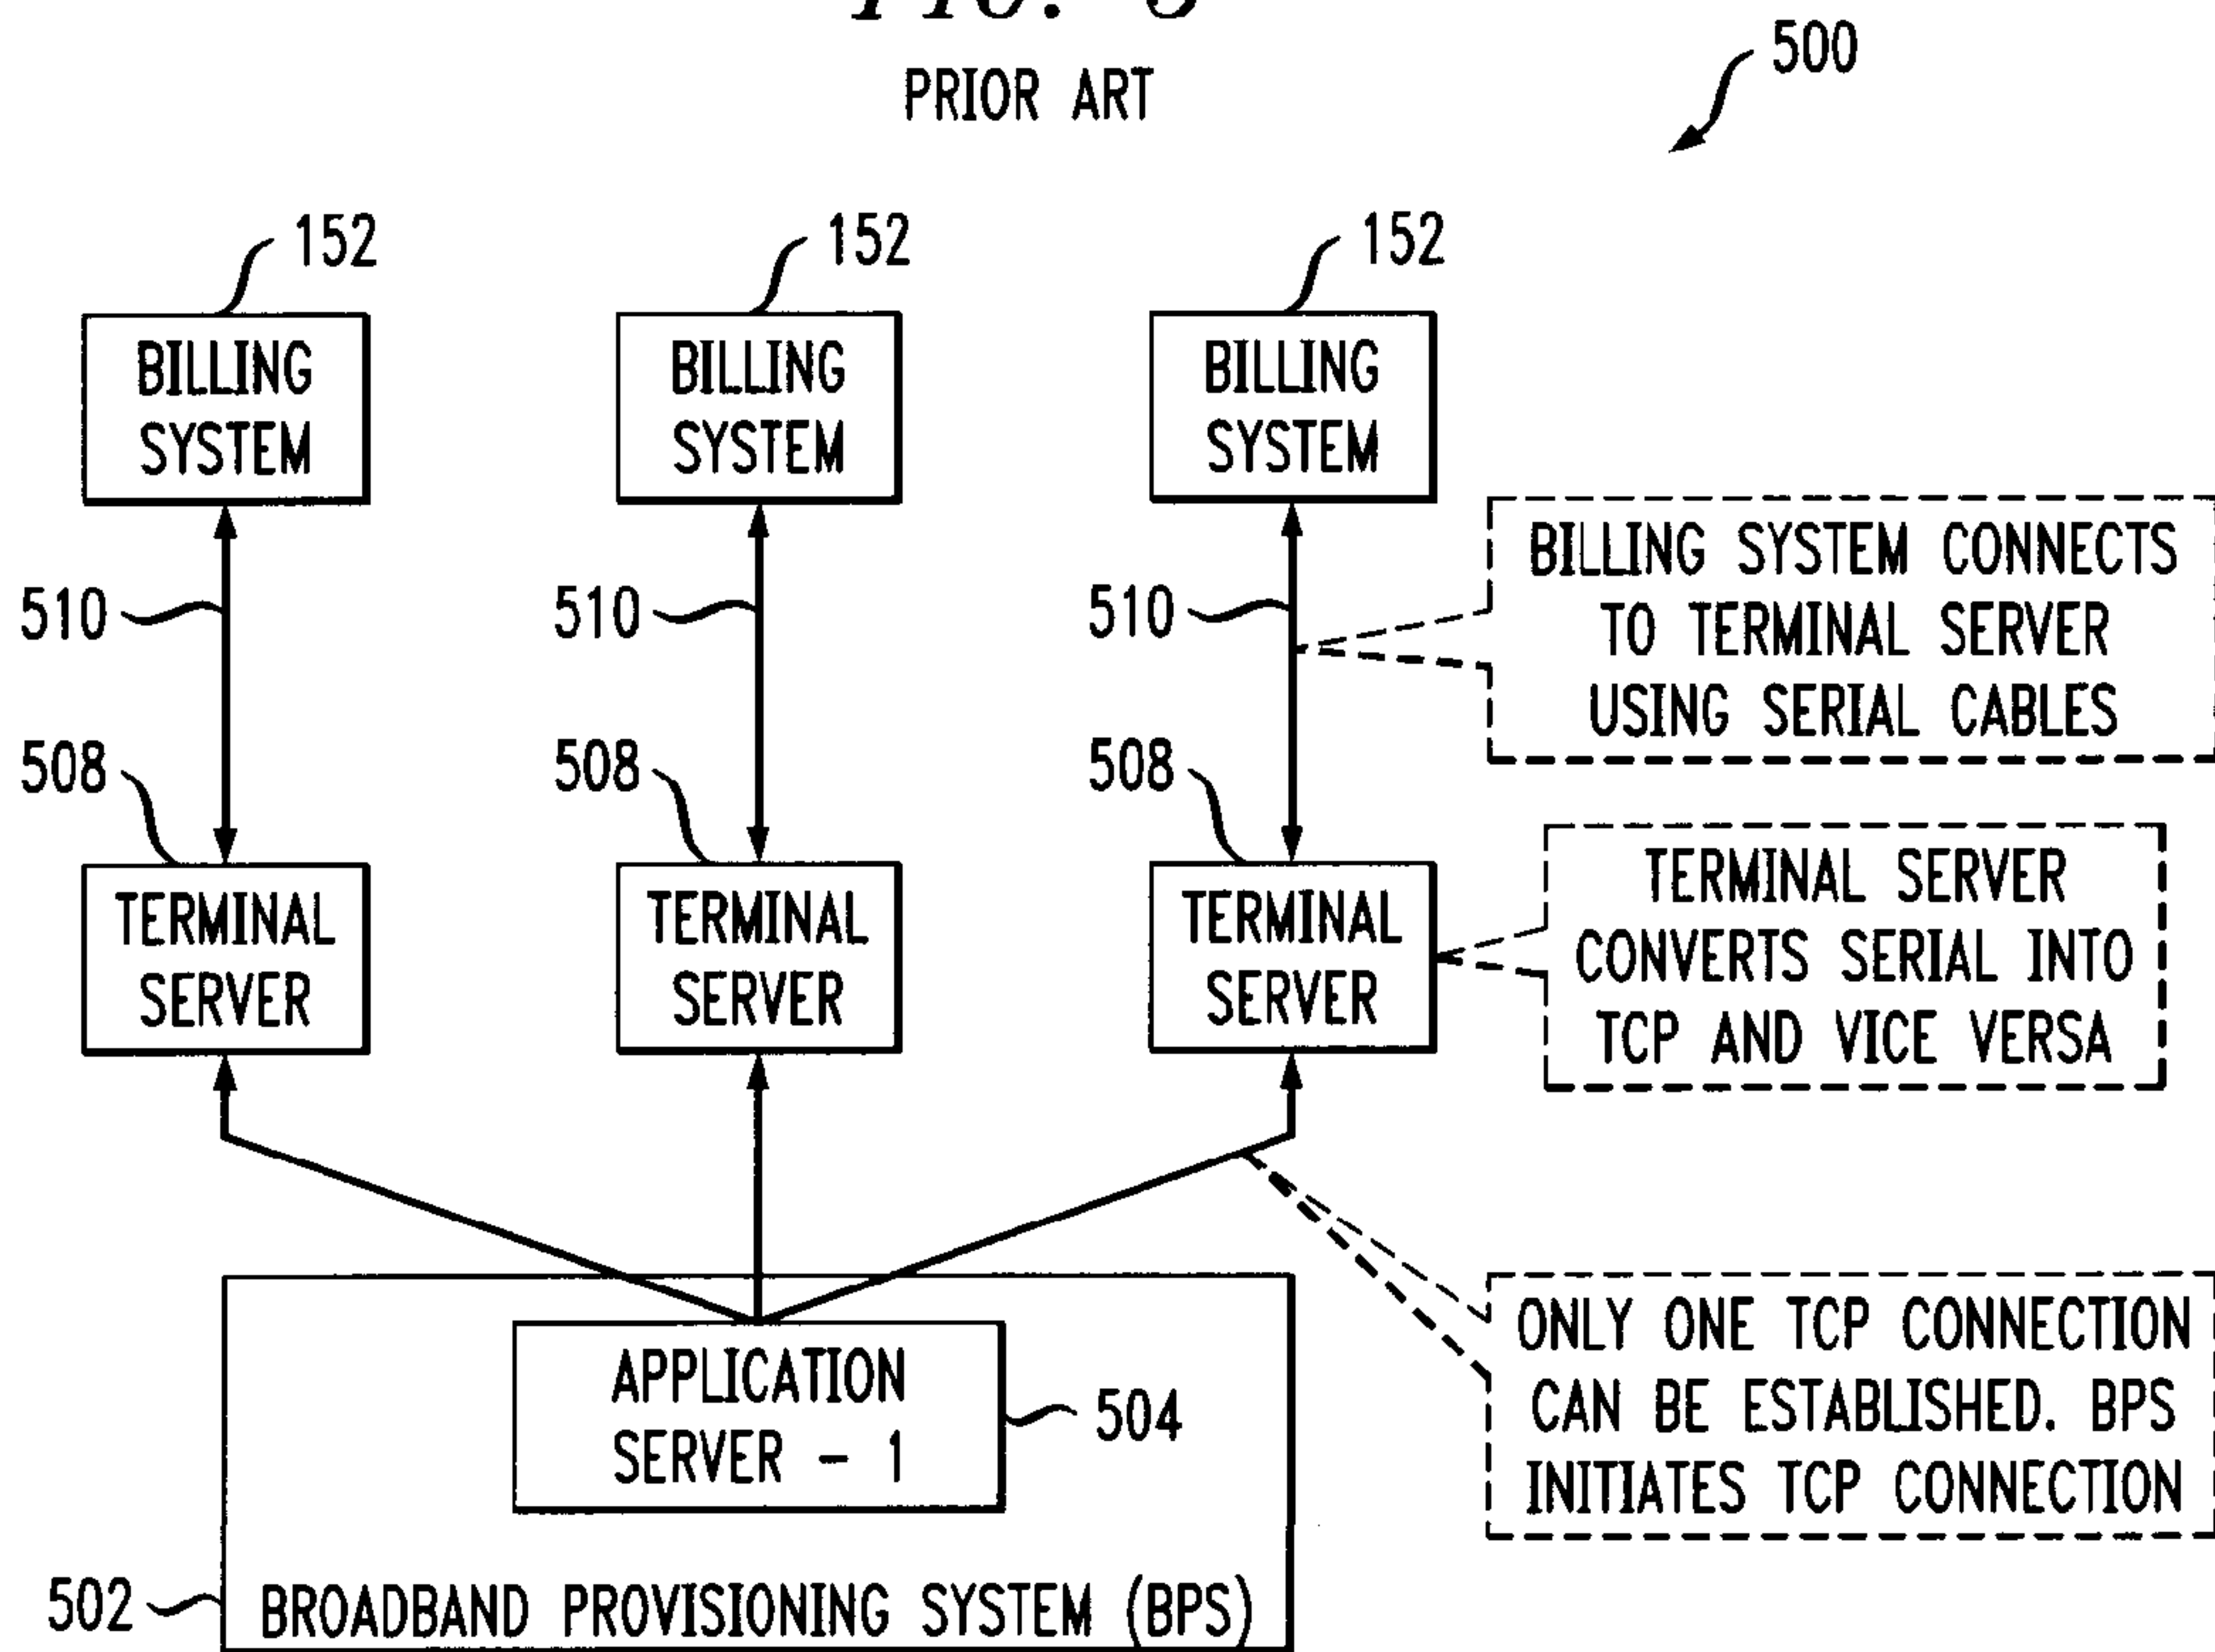 PRIOR ART
500
152
152
152
BILLING
SYSTEM
BILLING
SYSTEM
BILLING
SYSTEM
510
510
510
BILLING SYSTEM CONNECTS
TO TERMINAL SERVER
USING SERIAL CABLES
508
508
508
TERMINAL
SERVER
TERMINAL
SERVER
TERMINAL
SERVER
TERMINAL SERVER
CONVERTS SERIAL INTO
TCP AND VICE VERSA
APPLICATION
SERVER - 1
504
ONLY ONE TCP CONNECTION
CAN BE ESTABLISHED. BPS
INITIATES TCP CONNECTION
502
BROADBAND PROVISIONING SYSTEM (BPS)